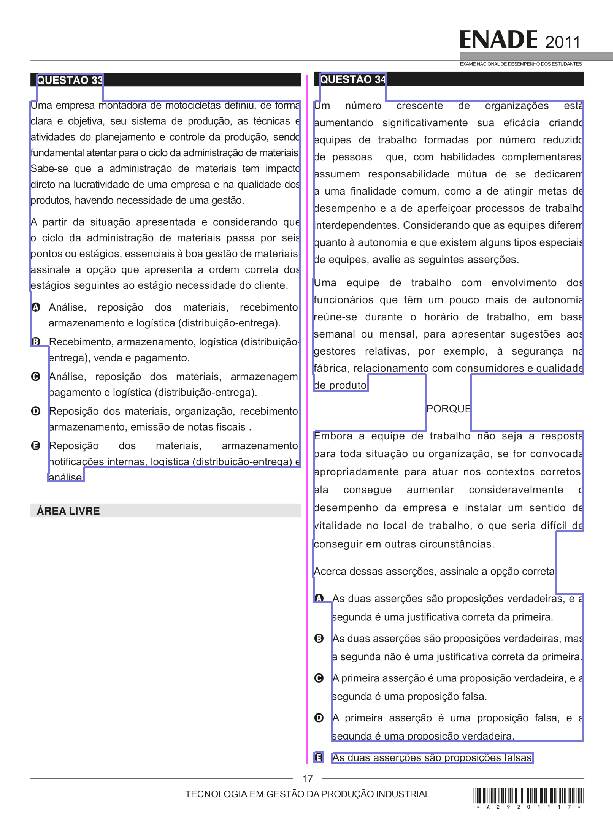 ENADE 2011
EXAME NACIONAL DE DESEMPENHO DOS ESTUDANTES
QUESTÃO 33
Uma empresa montadora de motocicletas definiu, de forma
clara e objetiva, seu sistema de produção, as técnicas e
atividades do planejamento e controle da produção, sendo
fundamental atentar para o ciclo da administração de materiais.
Sabe-se que a administração de materiais tem impacto
direto na lucratividade de uma empresa e na qualidade dos
produtos, havendo necessidade de uma gestão.
A partir da situação apresentada e considerando que
o ciclo da administração de materiais passa por seis
pontos ou estágios, essenciais à boa gestão de materiais,
assinale a opção que apresenta a ordem correta dos
estágios seguintes ao estágio necessidade do cliente.
A Análise, reposição dos materiais, recebimento,
armazenamento e logística (distribuição-entrega).
B Recebimento, armazenamento, logística (distribuição-
entrega), venda e pagamento.
C Análise, reposição dos materiais, armazenagem,
pagamento e logística (distribuição-entrega).
D Reposição dos materiais, organização, recebimento,
armazenamento, emissão de notas fiscais .
E Reposição dos materiais, armazenamento,
notificações internas, logística (distribuição-entrega) e
análise.
ÁREA LIVRE
QUESTÃO 34
Um número crescente de organizações está
aumentando significativamente sua eficácia criando
equipes de trabalho formadas por número reduzido
de pessoas que, com habilidades complementares,
assumem responsabilidade mútua de se dedicarem
a uma finalidade comum, como a de atingir metas de
desempenho e a de aperfeiçoar processos de trabalho
interdependentes. Considerando que as equipes diferem
quanto à autonomia e que existem alguns tipos especiais
de equipes, avalie as seguintes asserções.
Uma equipe de trabalho com envolvimento dos
funcionários que têm um pouco mais de autonomia
reúne-se durante o horário de trabalho, em base
semanal ou mensal, para apresentar sugestões aos
gestores relativas, por exemplo, à segurança na
fábrica, relacionamento com consumidores e qualidade
de produto.
PORQUE
Embora a equipe de trabalho não seja a resposta
para toda situação ou organização, se for convocada
apropriadamente para atuar nos contextos corretos,
ela consegue aumentar consideravelmente o
desempenho da empresa e instalar um sentido de
vitalidade no local de trabalho, o que seria difícil de
conseguir em outras circunstâncias.
Acerca dessas asserções, assinale a opção correta.
A As duas asserções são proposições verdadeiras, e a
segunda é uma justificativa correta da primeira.
B As duas asserções são proposições verdadeiras, mas
a segunda não é uma justificativa correta da primeira.
C A primeira asserção é uma proposição verdadeira, e a
segunda é uma proposição falsa.
D A primeira asserção é uma proposição falsa, e a
segunda é uma proposição verdadeira.
E As duas asserções são proposições falsas.
17
TECNOLOGIA EM GESTÃO DA PRODUÇÃO INDUSTRIAL
* A 2 9 2 0 1 1 1 7 *